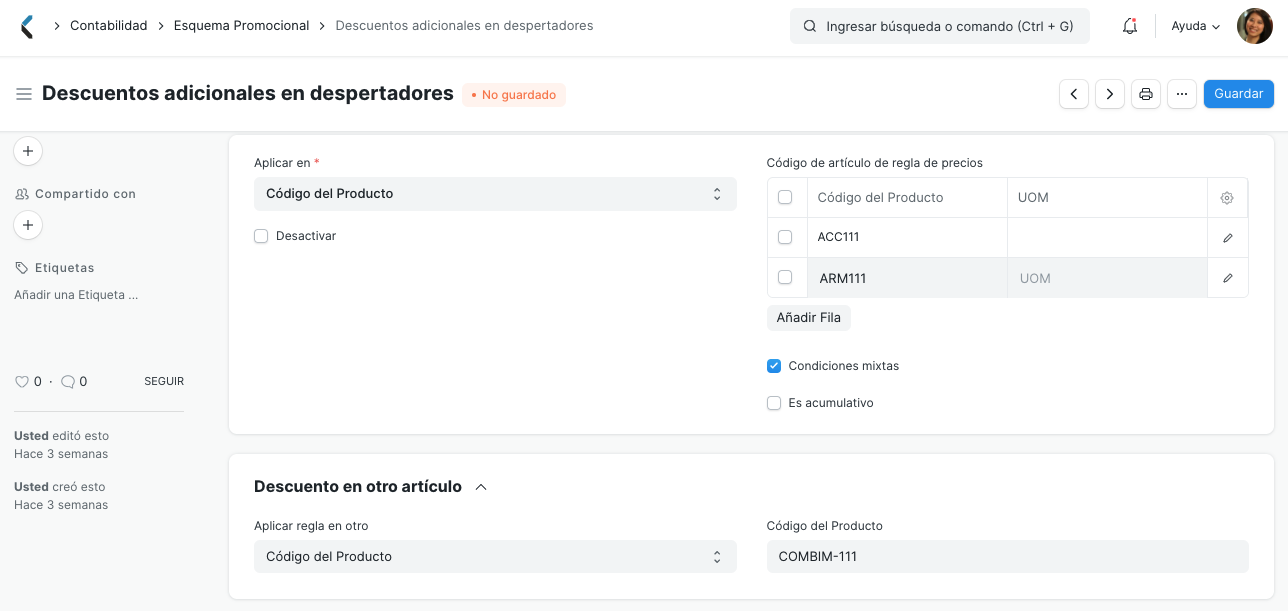 Contabilidad
Esquema Promocional
Descuentos adicionales en despertadores
Ingresar búsqueda o comando (Ctrl + G)
Ayuda
Descuentos adicionales en despertadores
No guardado
Guardar
Compartido con
Etiquetas
Añadir una Etiqueta ...
0 · 0
SEGUIR
Usted editó esto
Hace 3 semanas
Usted creó esto
Hace 3 semanas
Aplicar en *
Código del Producto
Desactivar
Código de artículo de regla de precios
Código del Producto UOM
ACC111
ARM111 UOM
Añadir Fila
Condiciones mixtas
Es acumulativo
Descuento en otro artículo
Aplicar regla en otro
Código del Producto
Código del Producto
COMBIM-111